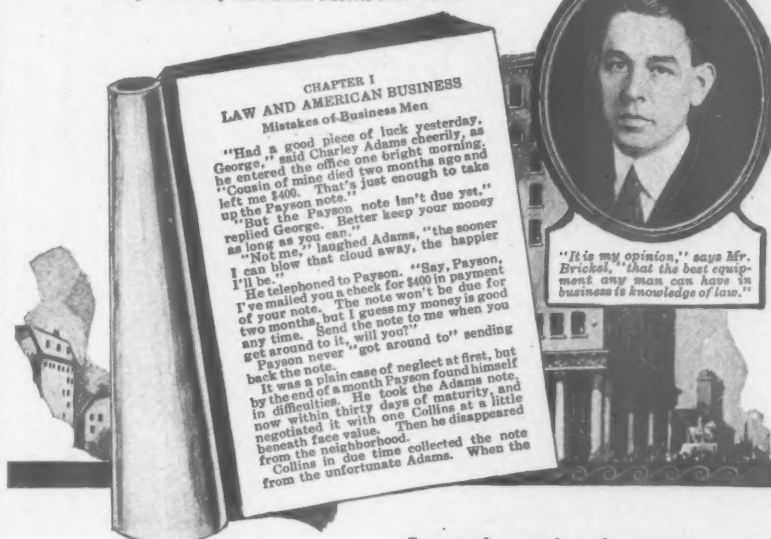 CHAPTER I
LAW AND AMERICAN BUSINESS
Mistakes of Business Men
"Had a good piece of luck yesterday,
George," said Charley Adams cheerily, as
he entered the office one bright morning.
"Cousin of mine died two months ago and
left me $400. That's just enough to take
up the Payson note."
"But the Payson note isn't due yet,"
replied George. Better keep your money
as long as you can."
"Not me," laughed Adams, "the sooner
I can blow that cloud away, the happier
I'll be."
He telephoned to Payson. "Say, Payson,
I've mailed you a check for $400 in payment
of your note. The note won't be due for
two months, but I guess my money is good
any time. Send the note to me when you
get around to it, will you?"
Payson never "got around to" sending
back the note.
It was a plain case of neglect at first, but
by the end of a month Payson found himself
in difficulties. He took the Adams note,
now within thirty days of maturity, and
negotiated it with one Collins at a little
beneath face value. Then he disappeared
from the neighborhood.
Collins in due time collected the note
from the unfortunate Adams. When the
"It is my opinion," says Mr.
Brickel, "that the best equip-
ment any man can have in
business is knowledge of law."